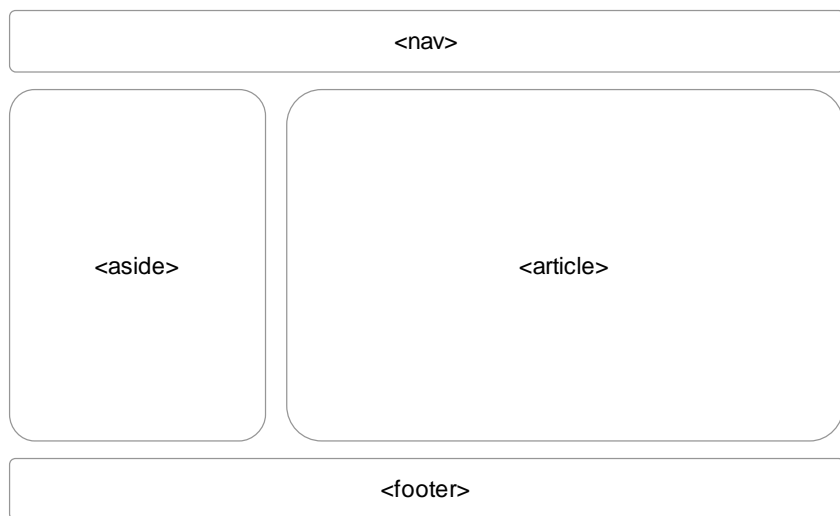 <nav>
<aside>
<article>
<footer>